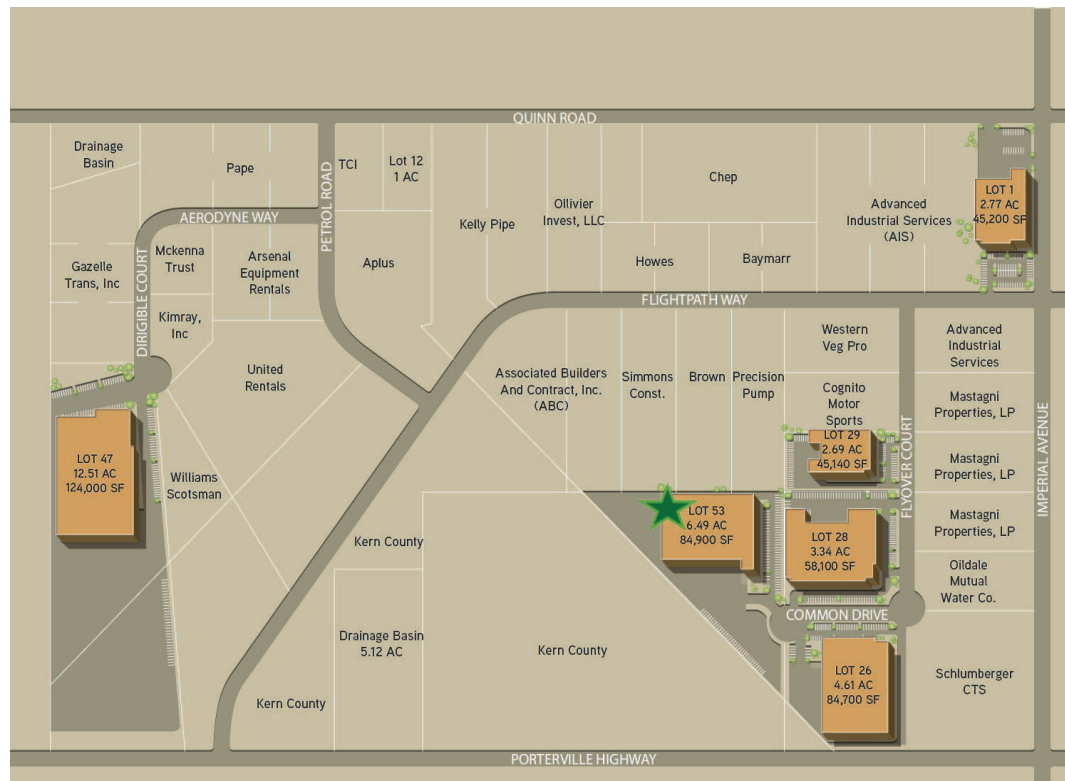 QUINN ROAD
Drainage
Basin
Pape
PETROL ROAD
TCI
Lot 12
1 AC
Kelly Pipe
Ollivier
Invest, LLC
Chep
Advanced
Industrial Services
(AIS)
LOT 1
2.77 AC
45,200 SF
AERODYNE WAY
DIRIGIBLE COURT
Mckenna
Trust
Arsenal
Equipment
Rentals
Gazelle
Trans, Inc
Aplus
Howes
Baymarr
FLIGHTPATH WAY
Kimray,
Inc
United
Rentals
Associated Builders
And Contract, Inc.
(ABC)
Simmons
Const.
Brown
Precision
Pump
Western
Veg Pro
Cognito
Motor
Sports
LOT 29
2.69 AC
45,140 SF
FLYOVER COURT
Advanced
Industrial
Services
Mastagni
Properties, LP
Mastagni
Properties, LP
Mastagni
Properties, LP
IMPERIAL AVENUE
LOT 47
12.51 AC
124,000 SF
Williams
Scotsman
Kern County
LOT 53
6.49 AC
84,900 SF
LOT 28
3.34 AC
58,100 SF
Oildale
Mutual
Water Co.
COMMON DRIVE
Drainage Basin
5.12 AC
Kern County
LOT 26
4.61 AC
84,700 SF
Schlumberger
CTS
Kern County
PORTERVILLE HIGHWAY